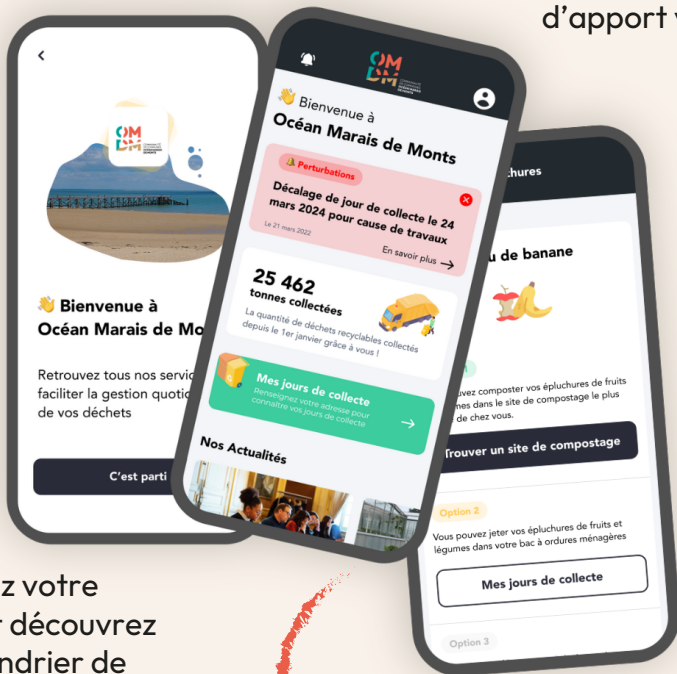 d'apport v
OM
DM
👋 Bienvenue à
Océan Marais de Mo
Retrouvez tous nos servic
faciliter la gestion quotid
de vos déchets
C'est parti
OM
DM
👋 Bienvenue à
Océan Marais de Monts
Perturbations
Décalage de jour de collecte le 24
mars 2024 pour cause de travaux
Le 21 mars 2022
En savoir plus →
25 462
tonnes collectées
La quantité de déchets recyclables collectés
depuis le 1er janvier grâce à vous !
Mes jours de collecte
Renseignez votre adresse pour
connaître vos jours de collecte
Nos Actualités
chures
u de banane
uvez composter vos épluchures de fruits
mes dans le site de compostage le plus
de chez vous.
Trouver un site de compostage
Option 2
Vous pouvez jeter vos épluchures de fruits et
légumes dans votre bac à ordures ménagères
Mes jours de collecte
Option 3
z votre
r découvrez
ndrier de